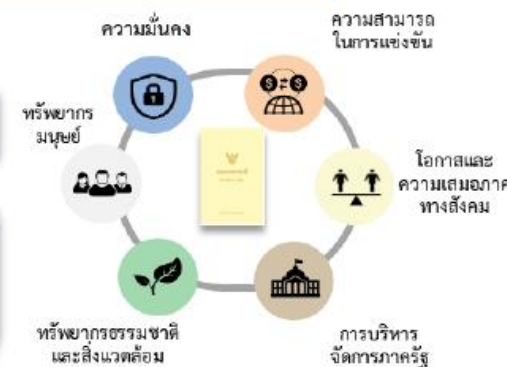 ความมั่นคง
ความสามารถ
ในการแข่งขัน
ทรัพยากร
มนุษย์
โอกาสและ
ความเสมอภาค
ทางสังคม
ทรัพยากรธรรมชาติ
และสิ่งแวดล้อม
การบริหาร
จัดการภาครัฐ